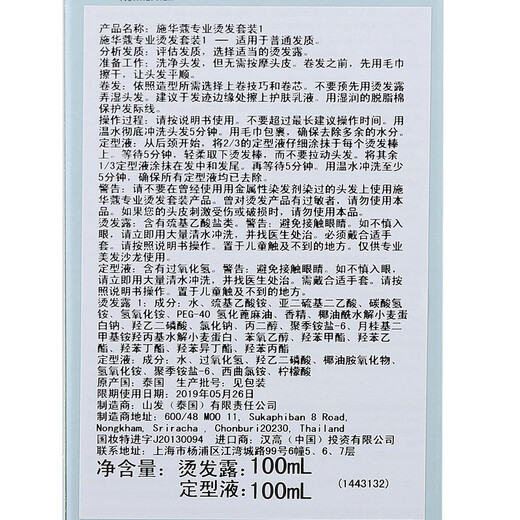 产品名称：施华蔻专业烫发套装1
施华蔻专业烫发套装1 —— 适用于普通发质。
分析发质：评估发质，选择适当的烫发露。
准备工作：洗净头发，但无需按摩头皮。卷发之前，先用毛巾
擦干，让头发平顺。
卷发：依照造型所需选择上卷技巧和卷芯。不要预先用烫发露
弄湿头发。建议于发迹边缘处擦上护肤乳液。用湿润的脱脂棉
保护发际线。
操作过程：请按说明书使用。不要超过最长建议操作时间。用
温水彻底冲洗头发5分钟。用毛巾包裹，确保去除多余的水分。
定型液：从后颈开始，将2/3的定型液仔细涂抹于每个烫发棒
上。等待5分钟，轻柔取下烫发棒，而不要拉动头发。将其余
1/3定型液涂抹在发中和发尾。再等待5分钟。用温水冲洗至少
5分钟，确保所有定型液均已去除。
警告：请不要在曾经使用用金属性染发剂染过的头发上使用施
华蔻专业烫发套装产品。曾对烫发产品有过敏者，请勿使用本
品。如果您的头皮刺激受伤或破损时，请勿使用本品。
烫发露：含有巯基乙酸盐类。警告：避免接触眼睛。如不慎入
眼，请立即用大量清水冲洗，并找医生处治。必须戴合适手
套。请按照说明书操作。置于儿童触及不到的地方。仅供专业
美发沙龙使用。
定型液：含有过氧化氢。警告：避免接触眼睛。如不慎入眼，
请立即用大量清水冲洗，并找医生处治。需戴合适手套。请按
照说明书操作。置于儿童触及不到的地方。
烫发露 1：成分：水、巯基乙酸铵、亚二硫基二乙酸、碳酸氢
铵、氢氧化铵、PEG-40 氢化蓖麻油、香精、椰油酰水解小麦蛋
白钠、羟乙二磷酸、氯化钠、丙二醇、聚季铵盐-6、月桂基二
甲基铵羟丙基水解小麦蛋白、苯氧乙醇、羟苯甲酯、羟苯乙
酯、羟苯丁酯、羟苯异丁酯、羟苯丙酯
定型液：成分：水、过氧化氢、羟乙二磷酸、椰油胺氧化物、
氢氧化铵、聚季铵盐-6、西曲氯铵、柠檬酸
原产国：泰国  生产批号：见包装
限期使用日期：2019年05月26日
制造商：山发（泰国）有限责任公司
制造商地址：600/48 MOO 11, Sukaphiban 8 Road,
Nongkham, Sriracha , Chonburi20230, Thailand
国妆特进字J20130094  进口商：汉高（中国）投资有限公司
联系地址：上海市杨浦区江湾城路99号6幢5、6、7层
净含量：烫发露：100mL
定型液：100mL (1443132)